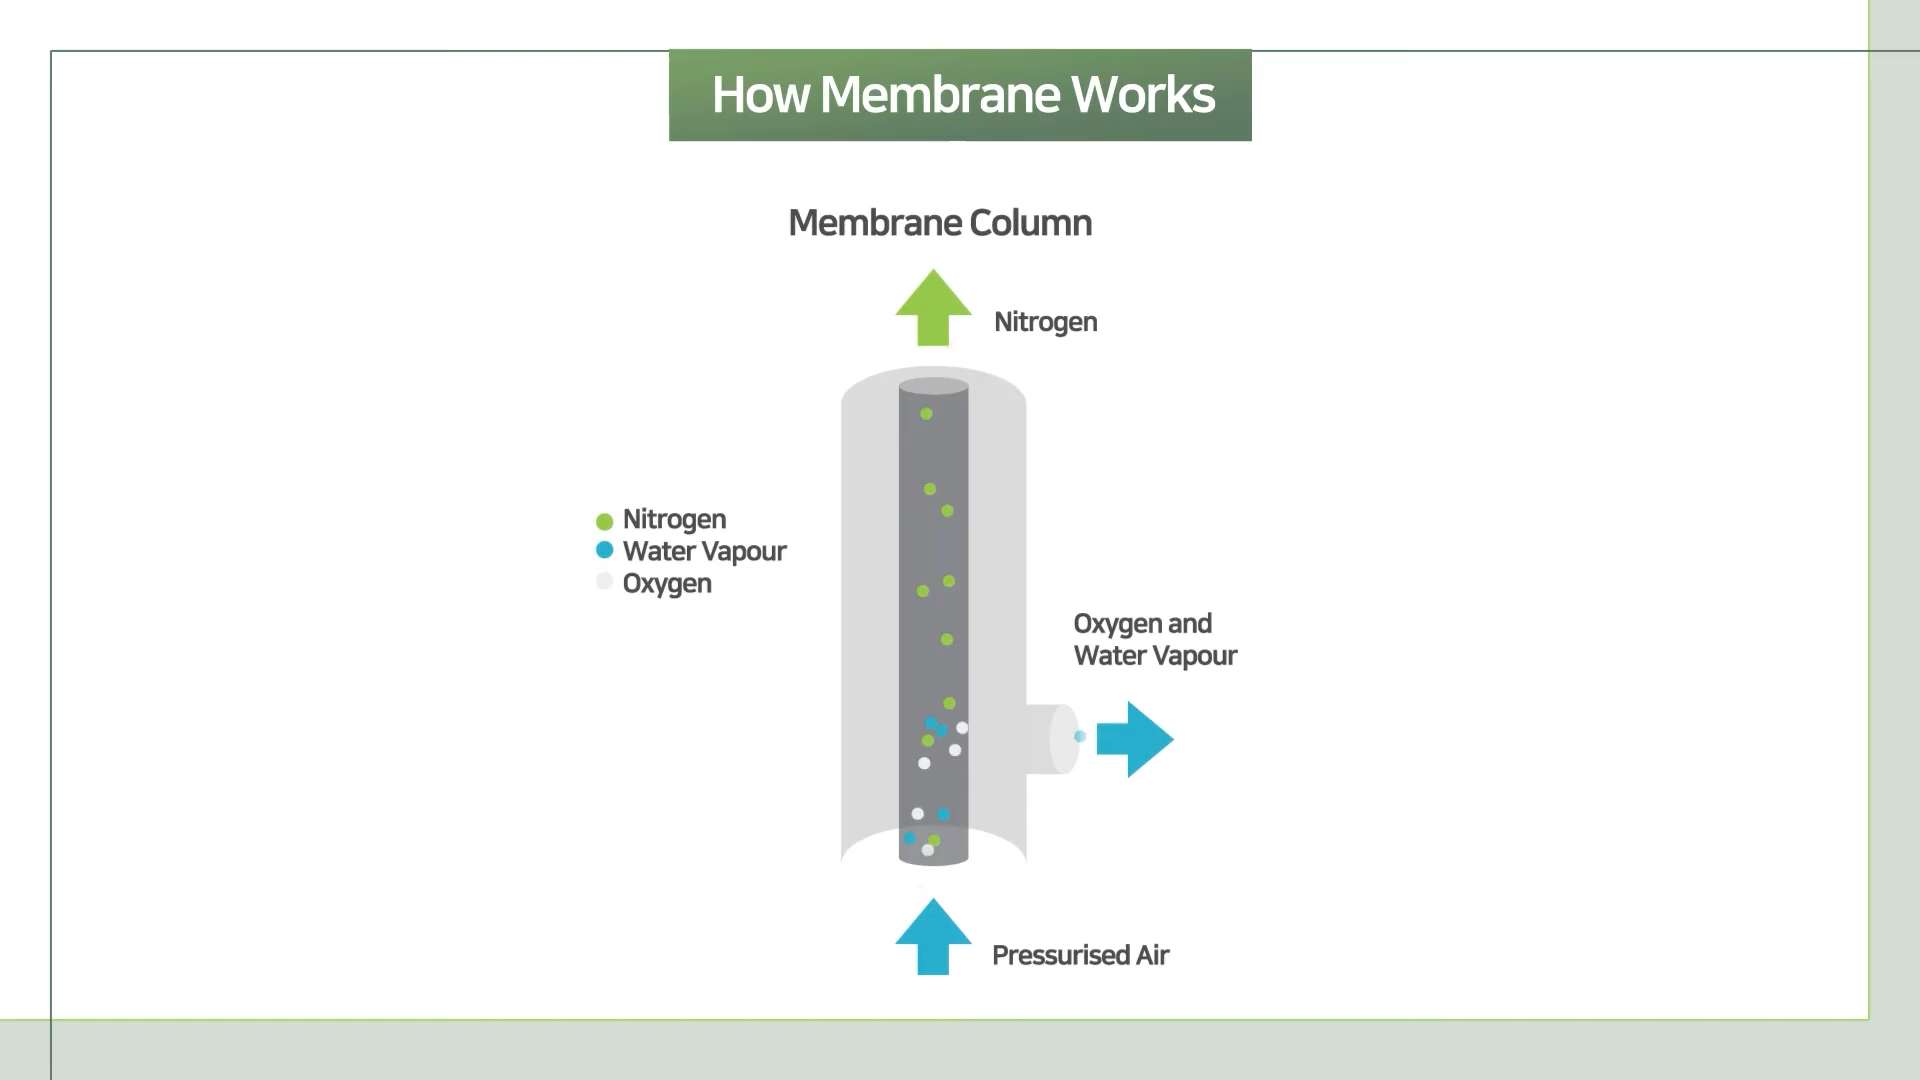 How Membrane Works
Membrane Column
Nitrogen
Nitrogen
Water Vapour
Oxygen
Oxygen and
Water Vapour
Pressurised Air